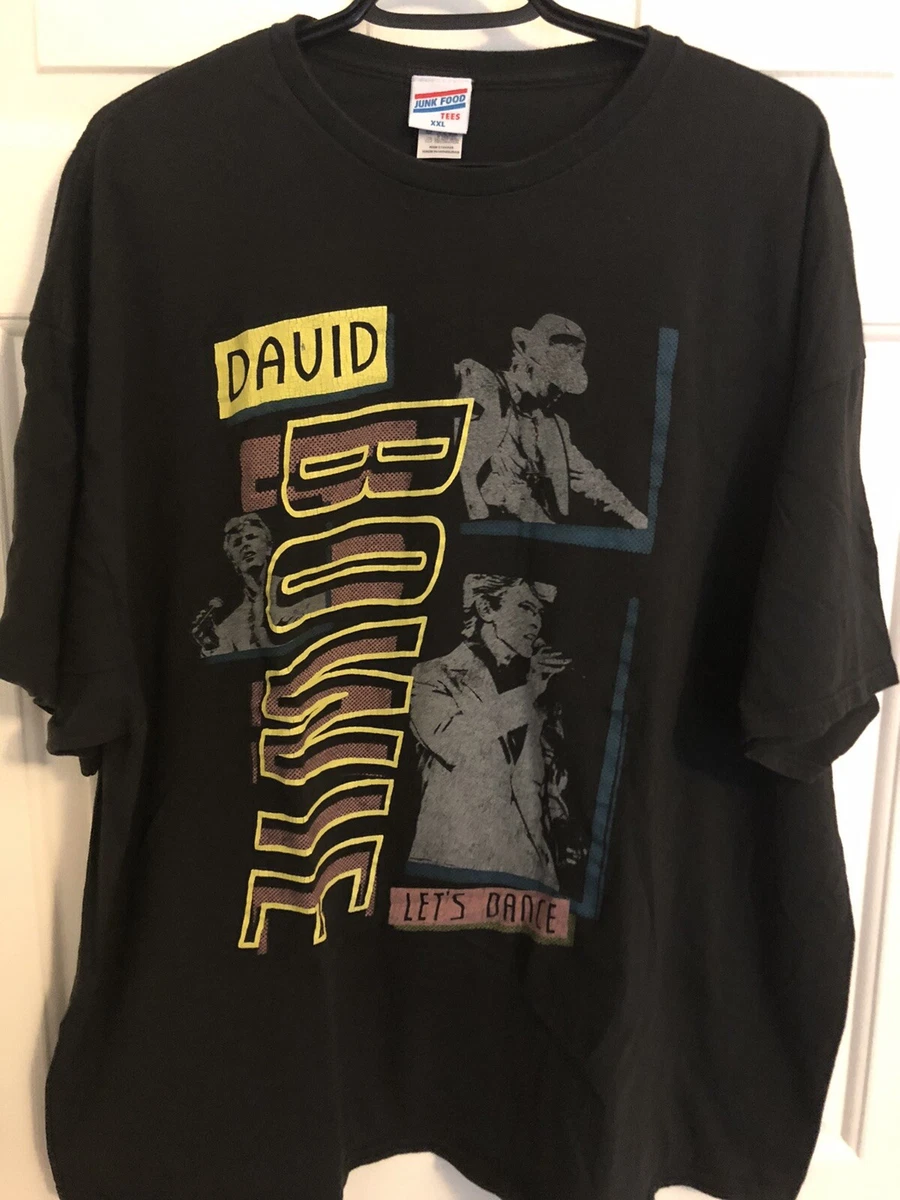 JUNK FOOD
TEES
XXL
DAVID
BOWIE
LET'S DANCE